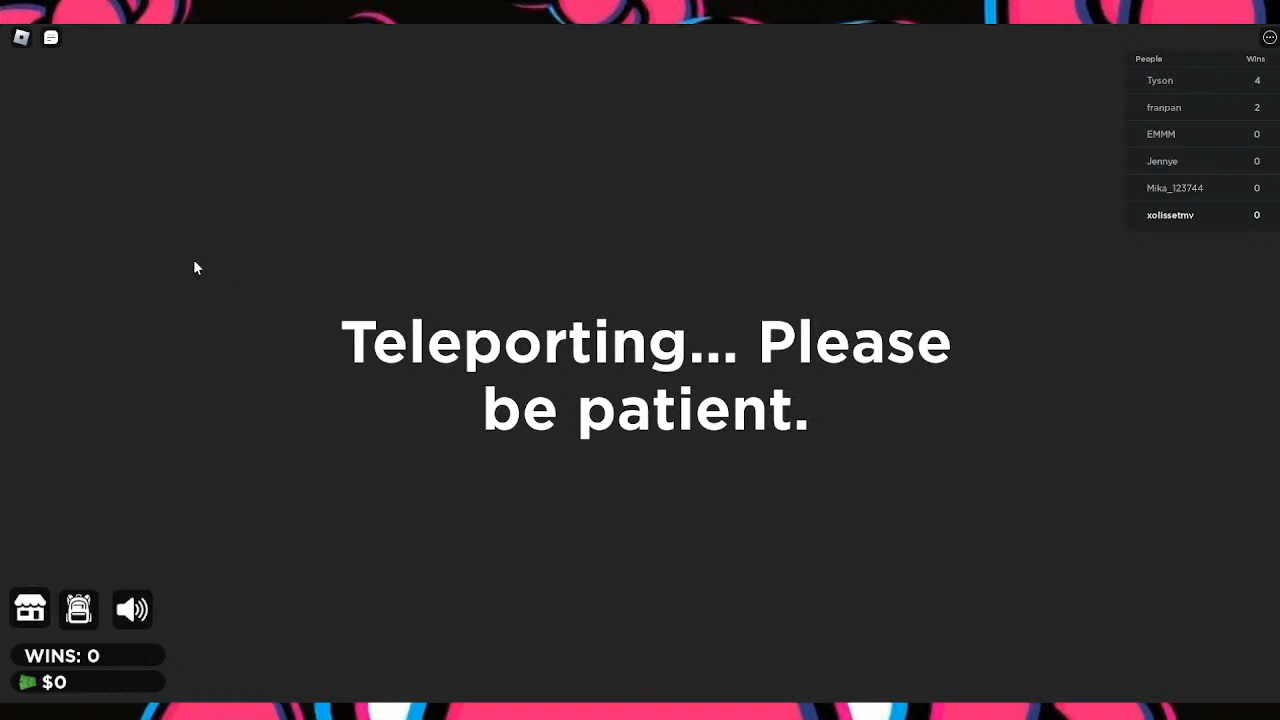 People Wins
Tyson 4
franpan 2
EMMM 0
Jennye 0
Mika_123744 0
xolissetmv 0
Teleporting... Please
be patient.
WINS: 0
$0